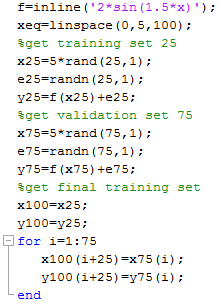 f=inline('2*sin(1.5*x)');
xeq=linspace(0,5,100);
%get training set 25
x25=5*rand(25,1);
e25=randn(25,1);
y25=f(x25)+e25;
%get validation set 75
x75=5*rand(75,1);
e75=randn(75,1);
y75=f(x75)+e75;
%get final training set
x100=x25;
y100=y25;
for i=1:75
x100(i+25)=x75(i);
y100(i+25)=y75(i);
end